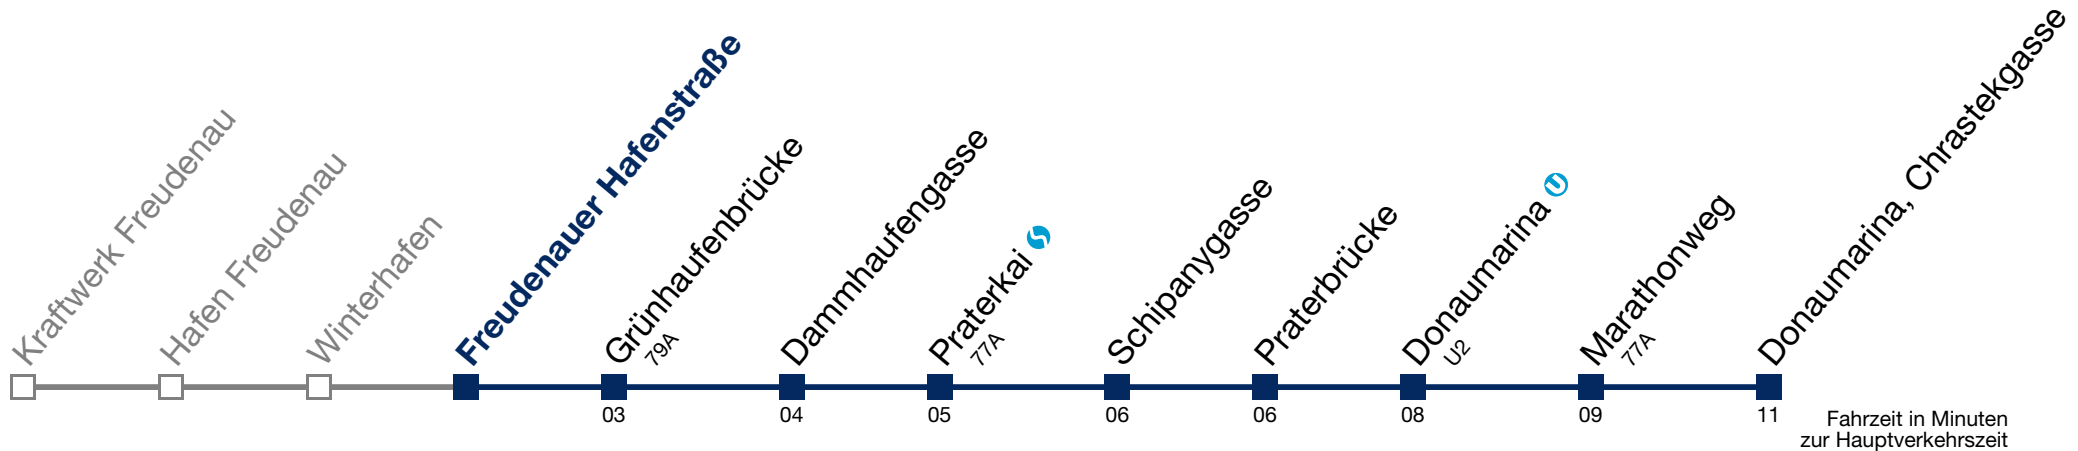 Kraftwerk Freudenau
Hafen Freudenau
Winterhafen
Freudenauer Hafenstraße
Grünhaufenbrücke
79A
Dammhaufengasse
Praterkai
77A
Schipanygasse
Praterbrücke
Donaumarina
U2
Marathonweg
77A
Donaumarina, Chrastekgasse
03
04
05
06
06
08
09
11
Fahrzeit in Minuten
zur Hauptverkehrszeit